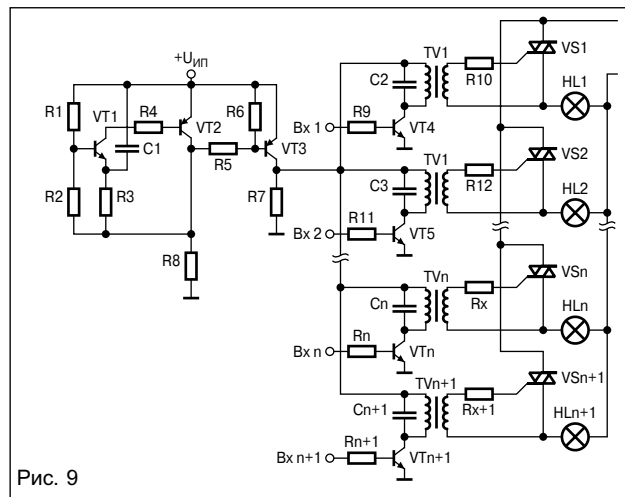 +Uип
R1
VT1
R4
VT2
R6
C1
R5
VT3
R2
R3
R7
R8
TV1
C2
R10
VS1
HL1
R9
Вх 1
VT4
TV1
C3
R12
VS2
HL2
R11
Вх 2
VT5
TVn
Cn
Rx
VSn
HLn
Rn
Вх n
VTn
TVn+1
Cn+1
Rx+1
VSn+1
HLn+1
Rn+1
Вх n+1
VTn+1
Рис. 9